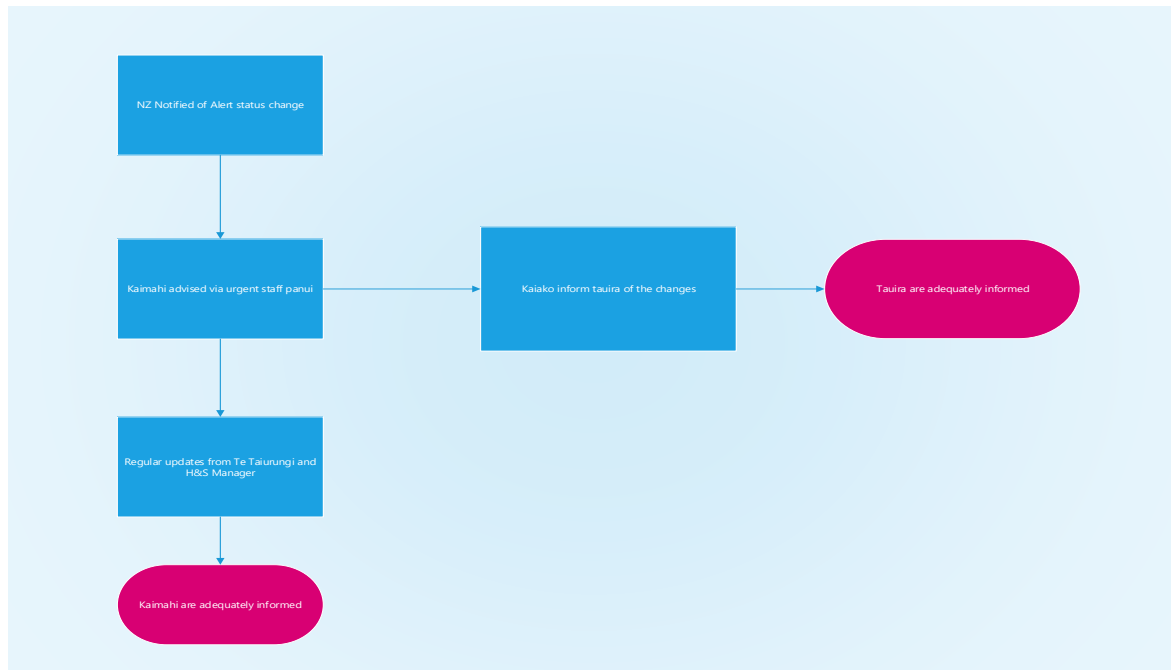 NZ Notified of Alert status change
Kaimahi advised via urgent staff panui
Kaiako inform tauira of the changes
Tauira are adequately informed
Regular updates from Te Taiurungi and
H&S Manager
Kaimahi are adequately informed